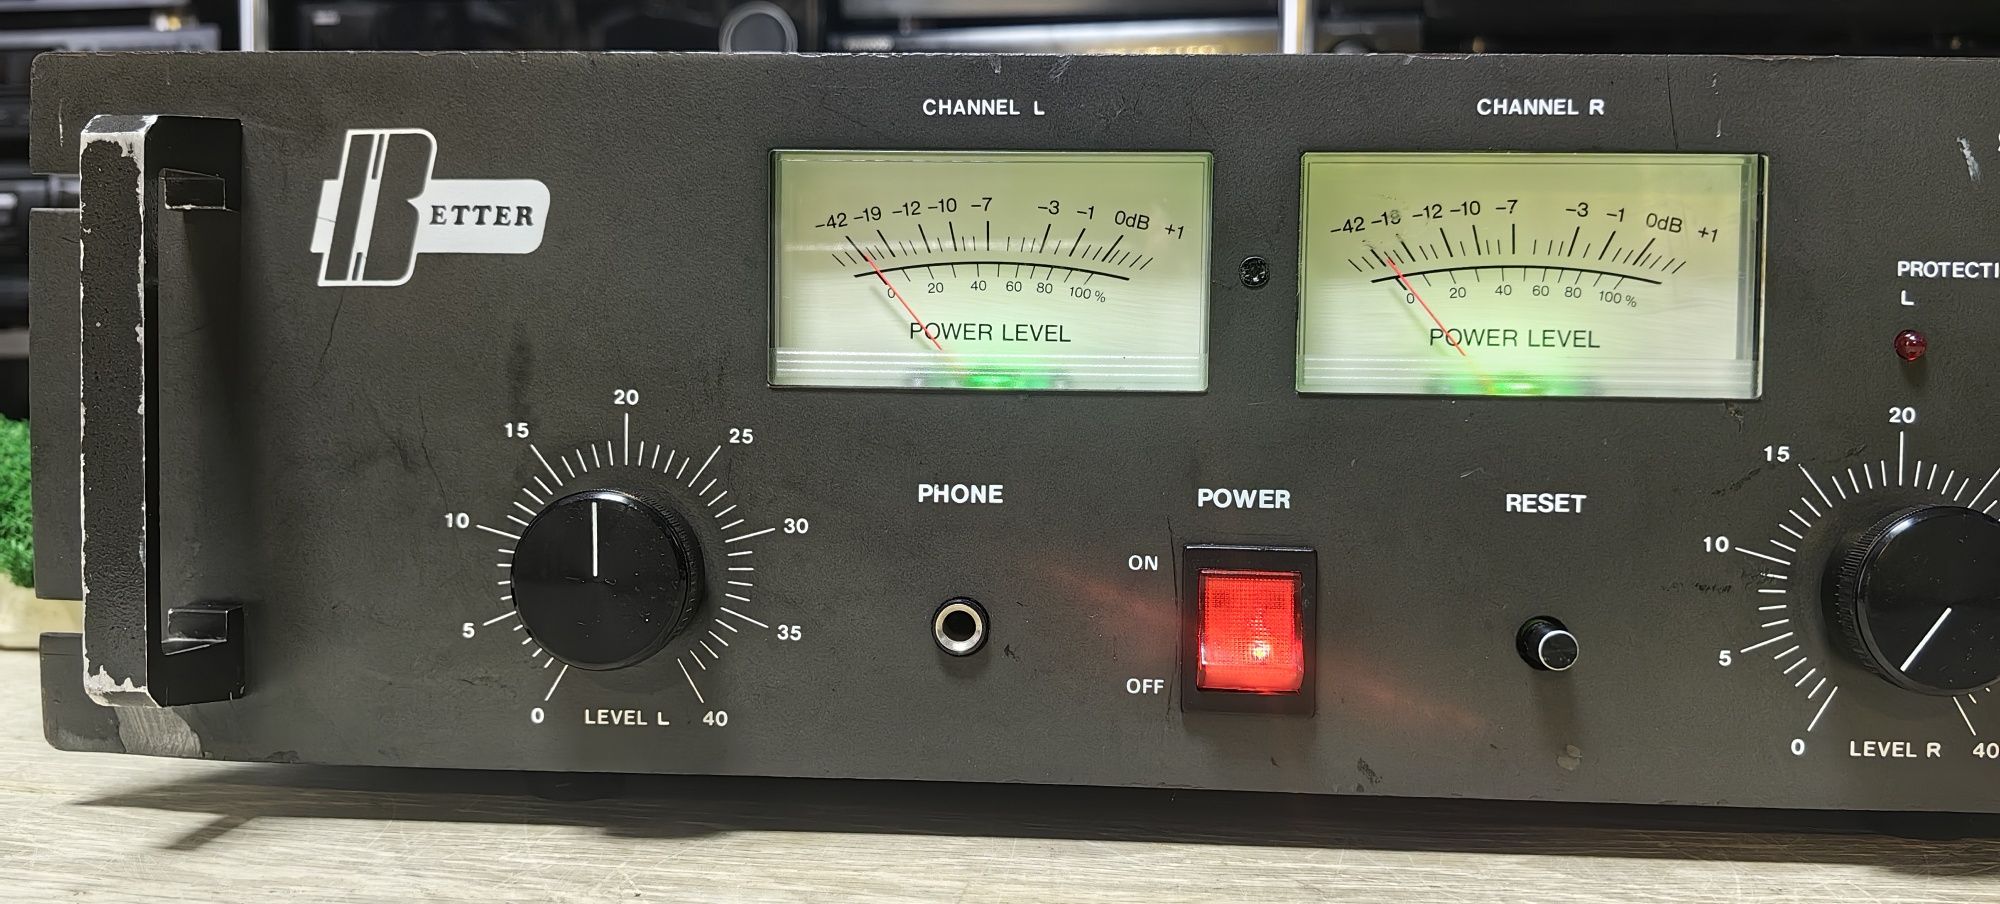 BETTER
CHANNEL L
-42 -19 -12 -10 -7 -3 -1 0dB +1
0 20 40 60 80 100 %
POWER LEVEL
CHANNEL R
-42 -19 -12 -10 -7 -3 -1 0dB +1
0 20 40 60 80 100 %
POWER LEVEL
PROTECTI
L
0 5 10 15 20 25 30 35 40
LEVEL L
PHONE
POWER
ON
OFF
RESET
0 5 10 15 20 40
LEVEL R